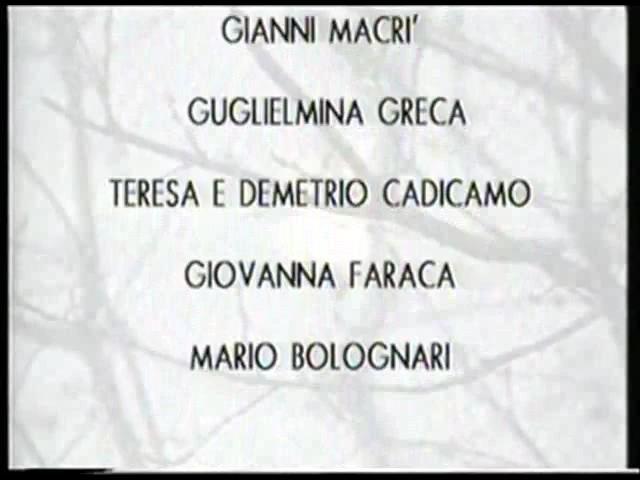 GIANNI MACRI'
GUGLIELMINA GRECA
TERESA E DEMETRIO CADICAMO
GIOVANNA FARACA
MARIO BOLOGNARI